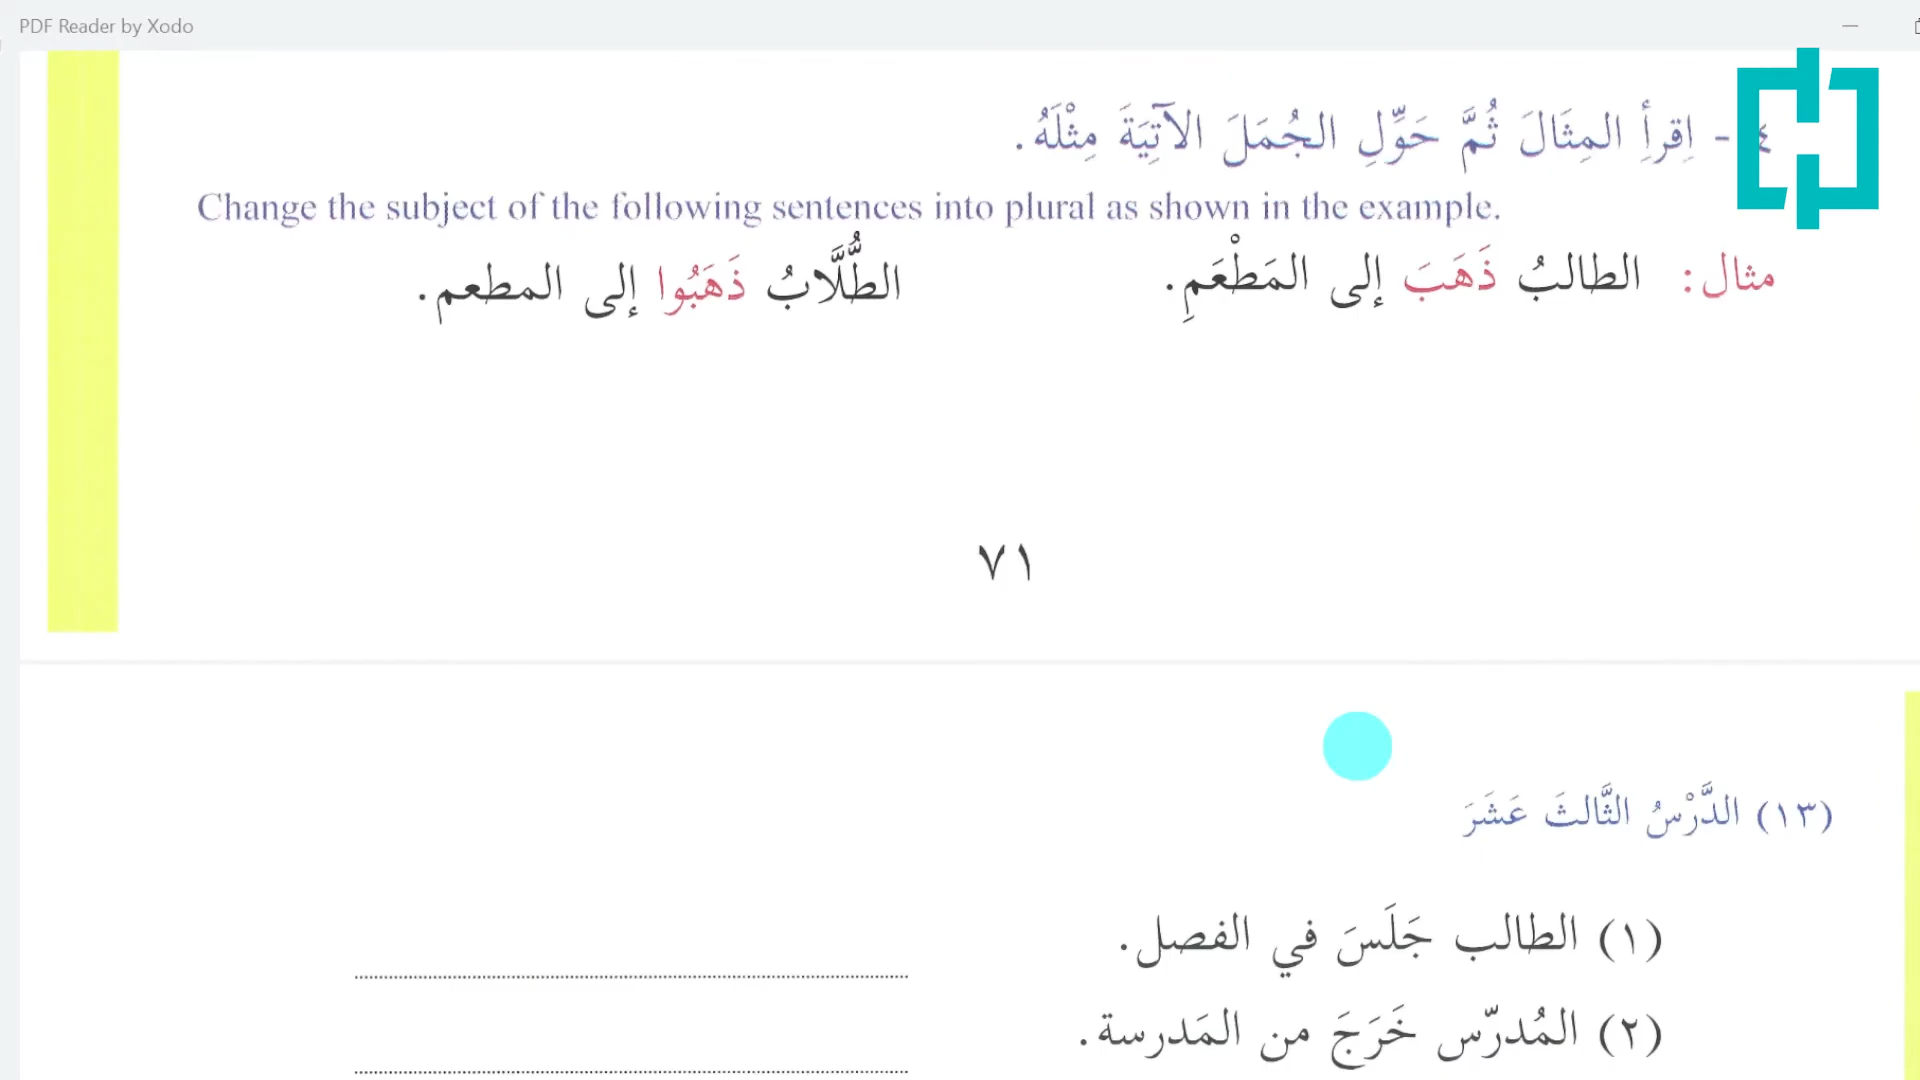 PDF Reader by Xodo
٤ - اِقرأِ المِثَالَ ثُمَّ حَوِّلِ الجُمَلَ الآتِيَةَ مِثْلَهُ.
Change the subject of the following sentences into plural as shown in the example.
مثال: الطالبُ ذَهَبَ إلى المَطْعَمِ. الطُّلَّابُ ذَهَبُوا إلى المطعم.
٧١
(١٣) الدَّرْسُ الثَّالثَ عَشَرَ
(١) الطالب جَلَسَ في الفصل.
(٢) المُدرّس خَرَجَ من المَدرسة.